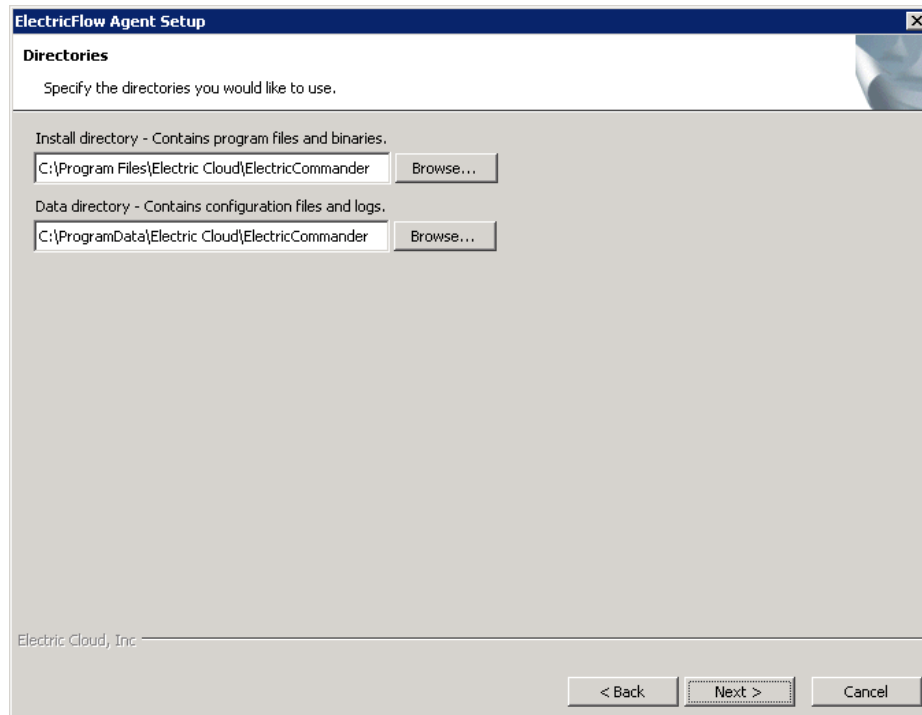 ElectricFlow Agent Setup
Directories
Specify the directories you would like to use.
Install directory - Contains program files and binaries.
C:\Program Files\Electric Cloud\ElectricCommander
Browse...
Data directory - Contains configuration files and logs.
C:\ProgramData\Electric Cloud\ElectricCommander
Browse...
Electric Cloud, Inc
< Back Next > Cancel